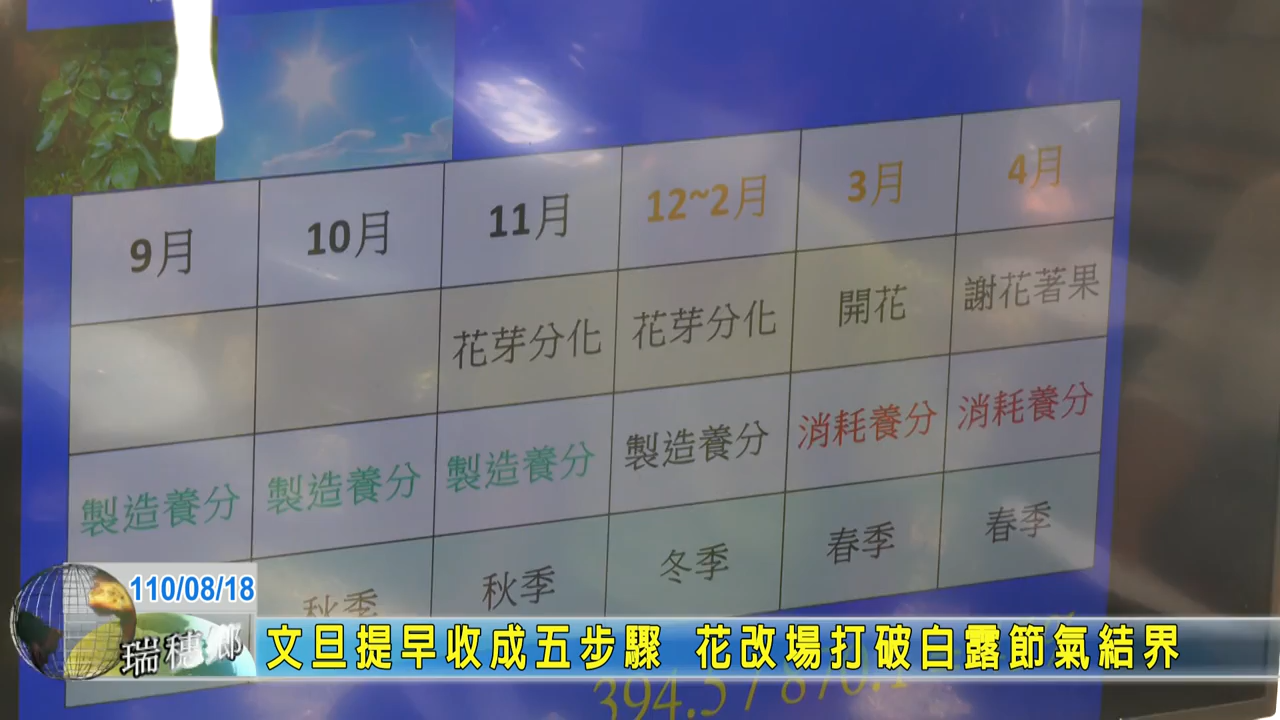 9月 10月 11月 12~2月 3月 4月
花芽分化 花芽分化 開花 謝花著果
製造養分 製造養分 製造養分 製造養分 消耗養分 消耗養分
秋季 秋季 冬季 春季 春季
110/08/18
瑞穗鄉
文旦提早收成五步驟 花改場打破白露節氣結界